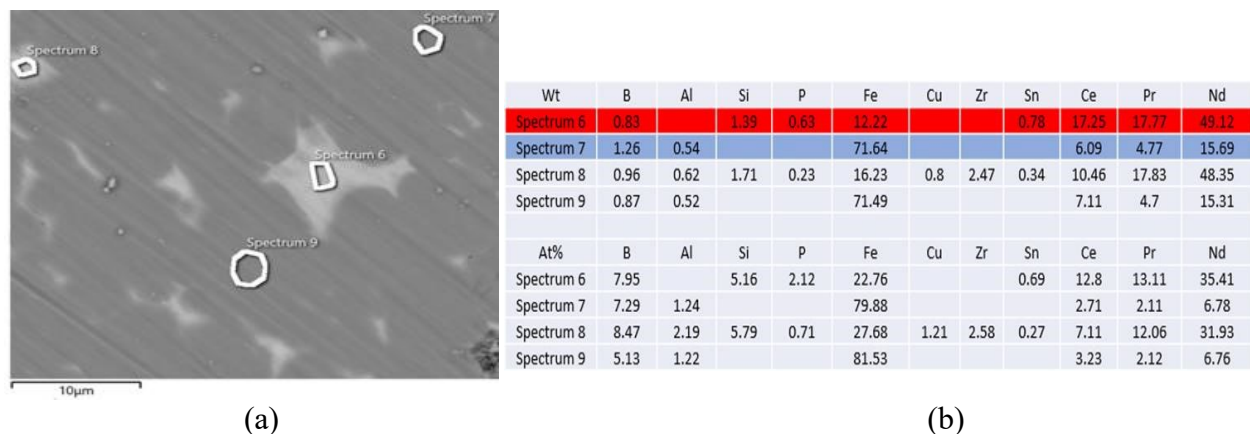 Spectrum 7
Spectrum 8
Spectrum 6
Spectrum 9
10µm
(a)
Wt B Al Si P Fe Cu Zr Sn Ce Pr Nd
Spectrum 6 0.83 1.39 0.63 12.22 0.78 17.25 17.77 49.12
Spectrum 7 1.26 0.54 71.64 6.09 4.77 15.69
Spectrum 8 0.96 0.62 1.71 0.23 16.23 0.8 2.47 0.34 10.46 17.83 48.35
Spectrum 9 0.87 0.52 71.49 7.11 4.7 15.31
At% B Al Si P Fe Cu Zr Sn Ce Pr Nd
Spectrum 6 7.95 5.16 2.12 22.76 0.69 12.8 13.11 35.41
Spectrum 7 7.29 1.24 79.88 2.71 2.11 6.78
Spectrum 8 8.47 2.19 5.79 0.71 27.68 1.21 2.58 0.27 7.11 12.06 31.93
Spectrum 9 5.13 1.22 81.53 3.23 2.12 6.76
(b)